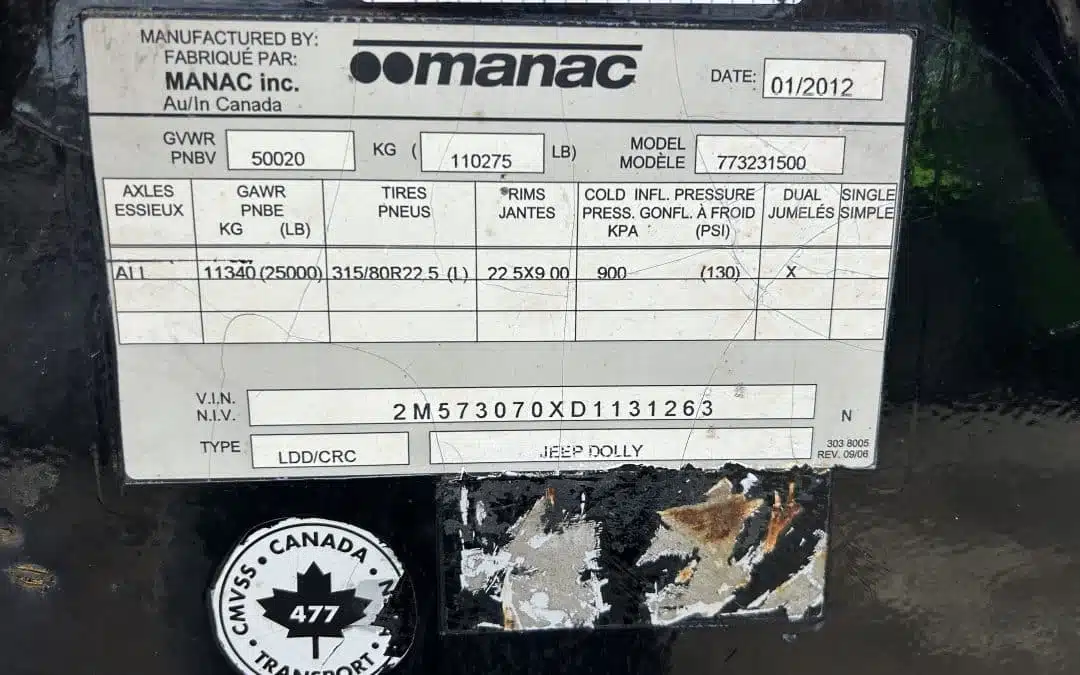 MANUFACTURED BY:
FABRIQUÉ PAR:
MANAC inc.
Au/In Canada
manac
DATE: 01/2012
GVWR
PNBV 50020 KG ( 110275 LB)
MODEL
MODÈLE 773231500
AXLES GAWR TIRES RIMS COLD INFL. PRESSURE DUAL SINGLE
ESSIEUX PNBE PNEUS JANTES PRESS. GONFL. À FROID JUMELÉS SIMPLE
KG (LB) KPA (PSI)
ALL 11340 (25000) 315/80R22.5 (L) 22.5X9.00 900 (130) X
V.I.N.
N.I.V. 2M573070XD1131263 N
TYPE LDD/CRC JEEP DOLLY
303 8005
REV. 09/06
CANADA
CMVSS
477
TRANSPORT